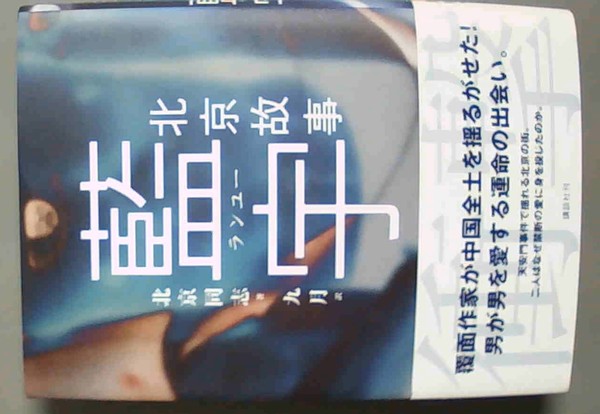 北京故事
藍宇
ランユー
北京同志 著
九月 訳
衝撃
覆面作家が中国全土を揺るがせた!
男が男を愛する運命の出会い。
天安門事件で揺れる北京の街。
二人はなぜ禁断の愛に身を投じたのか。
講談社刊